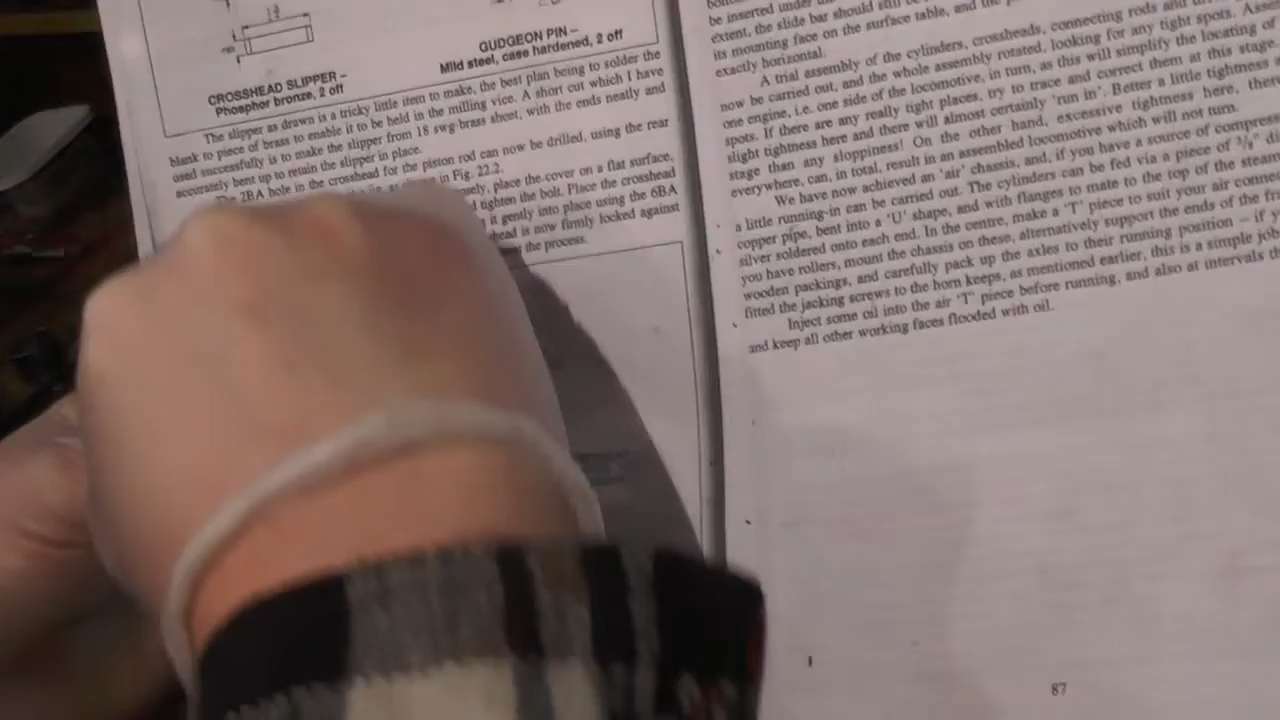 GUDGEON PIN –
Mild steel, case hardened, 2 off
CROSSHEAD SLIPPER –
Phosphor bronze, 2 off
The slipper as drawn is a tricky little item to make, the best plan being to solder the
blank to piece of brass to enable it to be held in the milling vice. A short cut which I have
used successfully is to make the slipper from 18 swg brass sheet, with the ends neatly and
accurately bent up to retain the slipper in place.
The 2BA hole in the crosshead for the piston rod can now be drilled, using the rear
in Fig. 22.2.
place the cover on a flat surface,
tighten the bolt. Place the crosshead
it gently into place using the 6BA
head is now firmly locked against
the process.
be inserted under
extent, the slide bar should still
its mounting face on the surface table, and the
exactly horizontal.
A trial assembly of the cylinders, crossheads, connecting rods and
now be carried out, and the whole assembly rotated, looking for any tight spots.
one engine, i.e. one side of the locomotive, in turn, as this will simplify the locating of
spots. If there are any really tight places, try to trace and correct them at this stage.
slight tightness here and there will almost certainly 'run in'. Better a little tightness
stage than any sloppiness! On the other hand, excessive tightness here,
everywhere, can, in total, result in an assembled locomotive which will not turn.
We have now achieved an 'air' chassis, and, if you have a source of
a little running-in can be carried out. The cylinders can be fed via a piece of 3/8"
copper pipe, bent into a 'U' shape, and with flanges to mate to the top of the
silver soldered onto each end. In the centre, make a 'T' piece to suit your air
you have rollers, mount the chassis on these, alternatively support the ends of the
wooden packings, and carefully pack up the axles to their running position – if
fitted the jacking screws to the horn keeps, as mentioned earlier, this is a simple job
Inject some oil into the air 'T' piece before running, and also at intervals
and keep all other working faces flooded with oil.
87